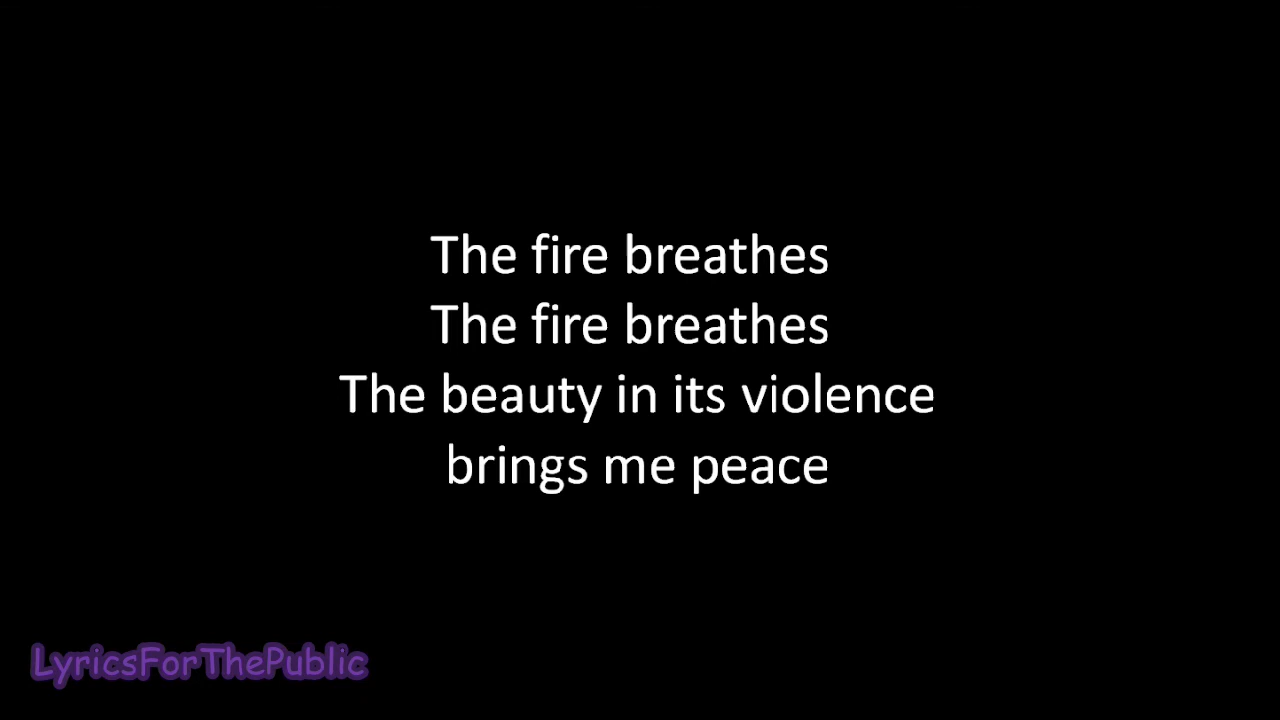 The fire breathes
The fire breathes
The beauty in its violence
brings me peace
LyricsForThePublic